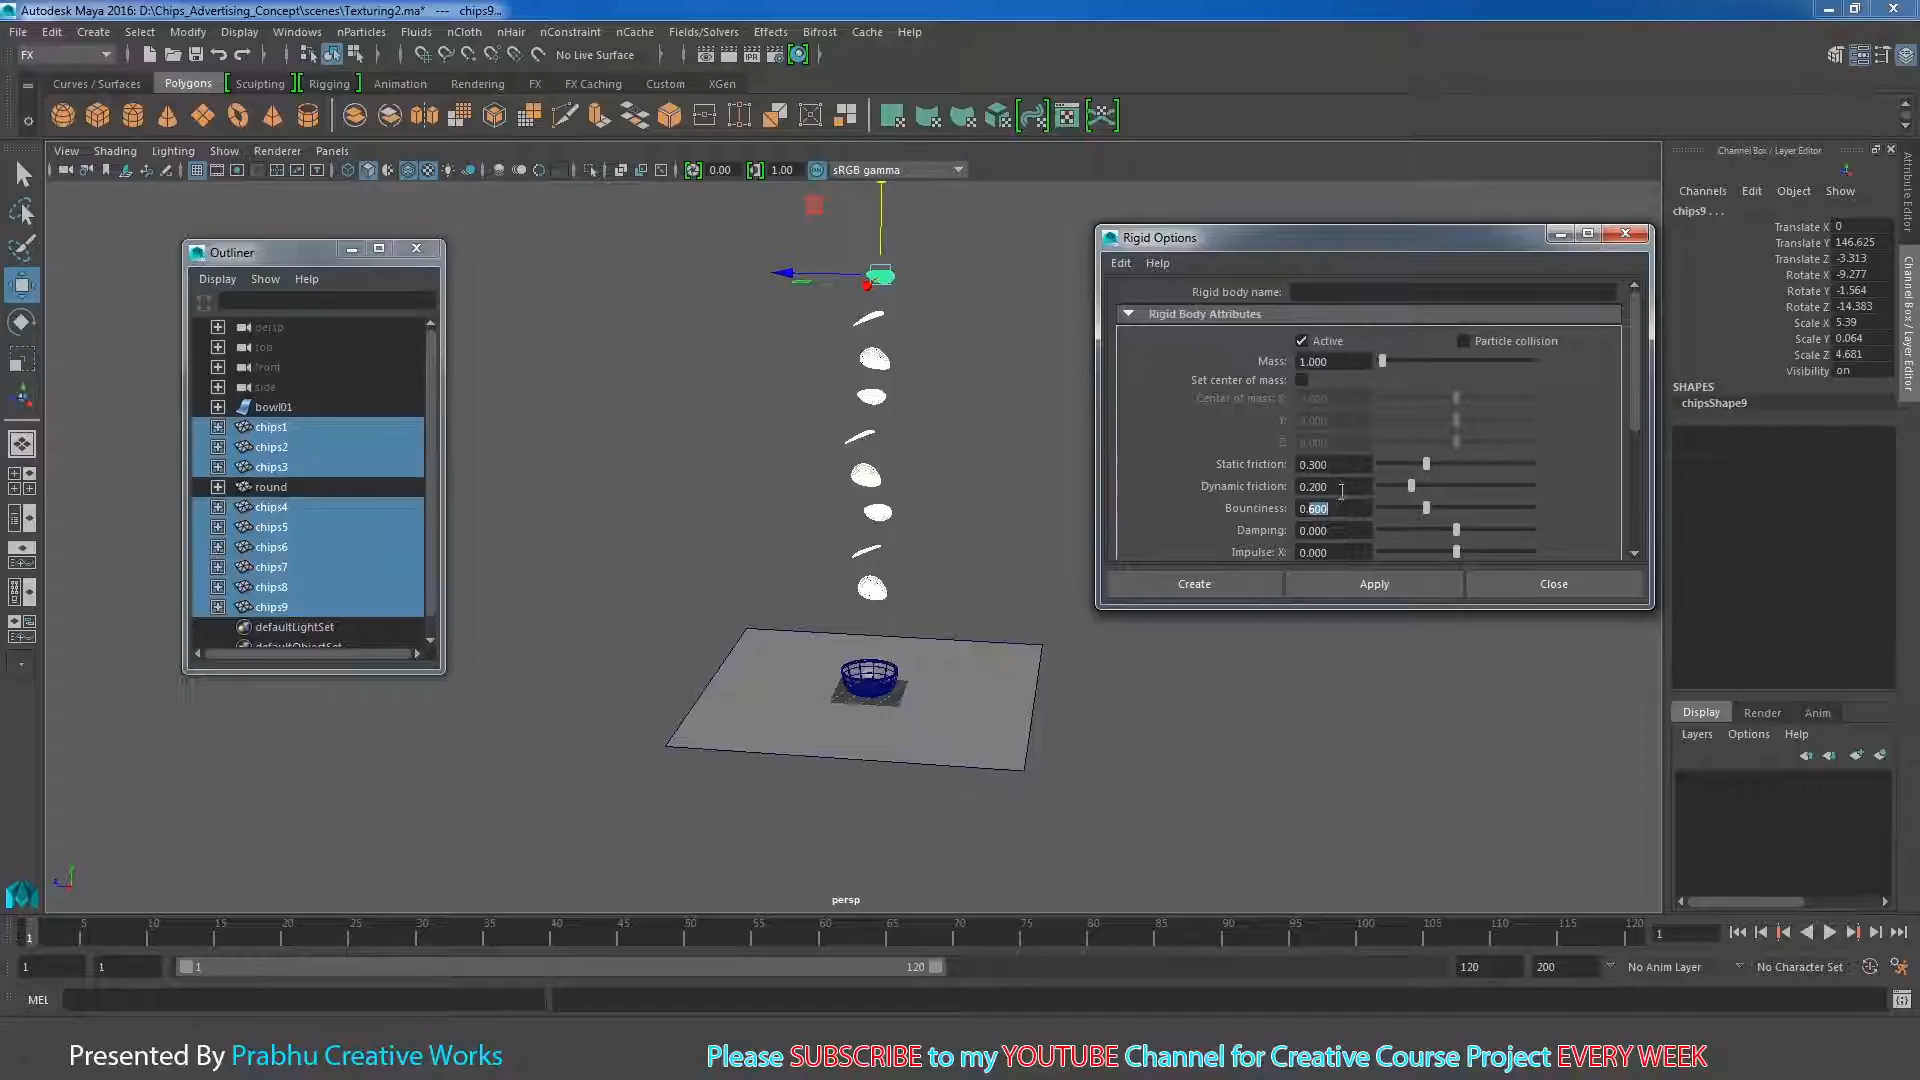 Autodesk Maya 2016: D:\Chips_Advertising_Concept\scenes\Texturing2.ma* --- chips9...
File Edit Create Select Modify Display Windows nParticles Fluids nCloth nHair nConstraint nCache Fields/Solvers Effects Bifrost Cache Help
FX No Live Surface
Curves / Surfaces Polygons Sculpting Rigging Animation Rendering FX FX Caching Custom XGen
View Shading Lighting Show Renderer Panels
0.00 1.00 sRGB gamma
Outliner
Display Show Help
persp
top
front
side
bowl01
chips1
chips2
chips3
round
chips4
chips5
chips6
chips7
chips8
chips9
defaultLightSet
defaultObjectSet
Rigid Options
Edit Help
Rigid body name:
Rigid Body Attributes
Active Particle collision
Mass: 1.000
Set center of mass:
Center of mass: X
Y:
Z:
Static friction: 0.300
Dynamic friction: 0.200
Bounciness: 0.600
Damping: 0.000
Impulse: X: 0.000
Create Apply Close
Channel Box / Layer Editor
Channels Edit Object Show
chips9 . . .
Translate X 0
Translate Y 146.625
Translate Z -3.313
Rotate X -9.277
Rotate Y -1.564
Rotate Z -14.383
Scale X 5.39
Scale Y 0.064
Scale Z 4.681
Visibility on
SHAPES
chipsShape9
Attribute Editor
Channel Box / Layer Editor
Display Render Anim
Layers Options Help
persp
5 10 15 20 25 30 35 40 45 50 55 60 65 70 75 80 85 90 95 100 105 110 115 120
1 1
1 1 1 120 120 200 No Anim Layer No Character Set
MEL
Presented By Prabhu Creative Works
Please SUBSCRIBE to my YOUTUBE Channel for Creative Course Project EVERY WEEK